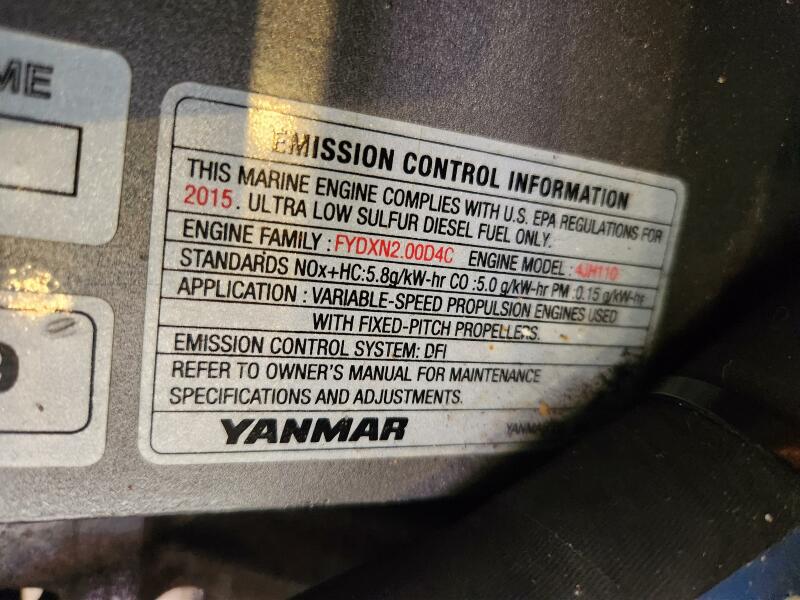 ME
EMISSION CONTROL INFORMATION
THIS MARINE ENGINE COMPLIES WITH U.S. EPA REGULATIONS FOR
2015. ULTRA LOW SULFUR DIESEL FUEL ONLY.
ENGINE FAMILY : FYDXN2.00D4C ENGINE MODEL : 4JH110
STANDARDS NOx+HC:5.8g/kW-hr CO :5.0 g/kW-hr PM :0.15 g/kW-hr
APPLICATION : VARIABLE-SPEED PROPULSION ENGINES USED
WITH FIXED-PITCH PROPELLERS.
EMISSION CONTROL SYSTEM: DFI
REFER TO OWNER'S MANUAL FOR MAINTENANCE
SPECIFICATIONS AND ADJUSTMENTS.
YANMAR YANMAR